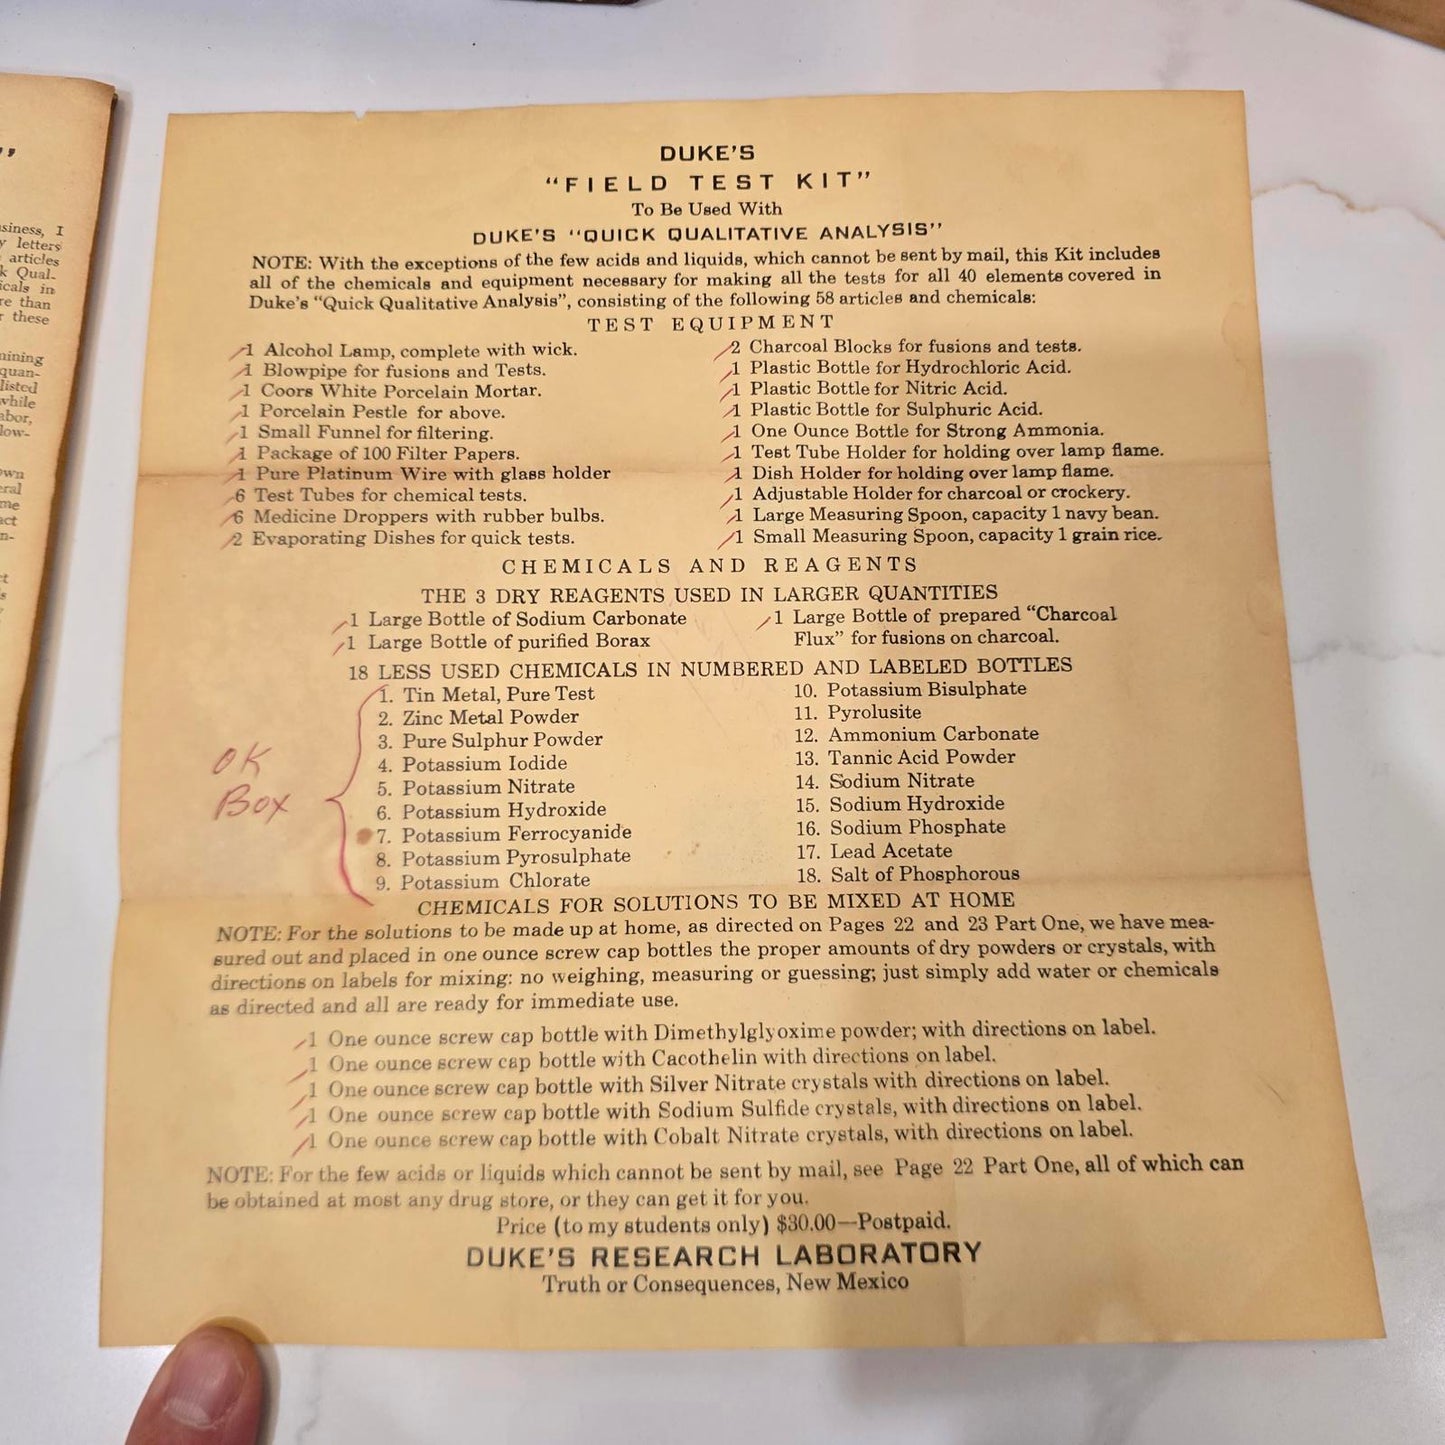 ”
siness, I
y letters
articles
k Qual-
icals in
re than
r these
ining
quan-
listed
while
abor,
low-
own
eral
me
act
n-
t
s
y
DUKE'S
“FIELD TEST KIT”
To Be Used With
DUKE'S “QUICK QUALITATIVE ANALYSIS”
NOTE: With the exceptions of the few acids and liquids, which cannot be sent by mail, this Kit includes
all of the chemicals and equipment necessary for making all the tests for all 40 elements covered in
Duke's “Quick Qualitative Analysis”, consisting of the following 58 articles and chemicals:
TEST EQUIPMENT
1 Alcohol Lamp, complete with wick.
1 Blowpipe for fusions and Tests.
1 Coors White Porcelain Mortar.
1 Porcelain Pestle for above.
1 Small Funnel for filtering.
1 Package of 100 Filter Papers.
1 Pure Platinum Wire with glass holder
6 Test Tubes for chemical tests.
6 Medicine Droppers with rubber bulbs.
2 Evaporating Dishes for quick tests.
2 Charcoal Blocks for fusions and tests.
1 Plastic Bottle for Hydrochloric Acid.
1 Plastic Bottle for Nitric Acid.
1 Plastic Bottle for Sulphuric Acid.
1 One Ounce Bottle for Strong Ammonia.
1 Test Tube Holder for holding over lamp flame.
1 Dish Holder for holding over lamp flame.
1 Adjustable Holder for charcoal or crockery.
1 Large Measuring Spoon, capacity 1 navy bean.
1 Small Measuring Spoon, capacity 1 grain rice.
CHEMICALS AND REAGENTS
THE 3 DRY REAGENTS USED IN LARGER QUANTITIES
1 Large Bottle of Sodium Carbonate
1 Large Bottle of purified Borax
1 Large Bottle of prepared “Charcoal
Flux” for fusions on charcoal.
18 LESS USED CHEMICALS IN NUMBERED AND LABELED BOTTLES
OK
BOX
1. Tin Metal, Pure Test
2. Zinc Metal Powder
3. Pure Sulphur Powder
4. Potassium Iodide
5. Potassium Nitrate
6. Potassium Hydroxide
7. Potassium Ferrocyanide
8. Potassium Pyrosulphate
9. Potassium Chlorate
10. Potassium Bisulphate
11. Pyrolusite
12. Ammonium Carbonate
13. Tannic Acid Powder
14. Sodium Nitrate
15. Sodium Hydroxide
16. Sodium Phosphate
17. Lead Acetate
18. Salt of Phosphorous
CHEMICALS FOR SOLUTIONS TO BE MIXED AT HOME
NOTE: For the solutions to be made up at home, as directed on Pages 22 and 23 Part One, we have mea-
sured out and placed in one ounce screw cap bottles the proper amounts of dry powders or crystals, with
directions on labels for mixing: no weighing, measuring or guessing; just simply add water or chemicals
as directed and all are ready for immediate use.
1 One ounce screw cap bottle with Dimethylglyoxime powder; with directions on label.
1 One ounce screw cap bottle with Cacothelin with directions on label.
1 One ounce screw cap bottle with Silver Nitrate crystals with directions on label.
1 One ounce screw cap bottle with Sodium Sulfide crystals, with directions on label.
1 One ounce screw cap bottle with Cobalt Nitrate crystals, with directions on label.
NOTE: For the few acids or liquids which cannot be sent by mail, see Page 22 Part One, all of which can
be obtained at most any drug store, or they can get it for you.
Price (to my students only) $30.00—Postpaid.
DUKE'S RESEARCH LABORATORY
Truth or Consequences, New Mexico